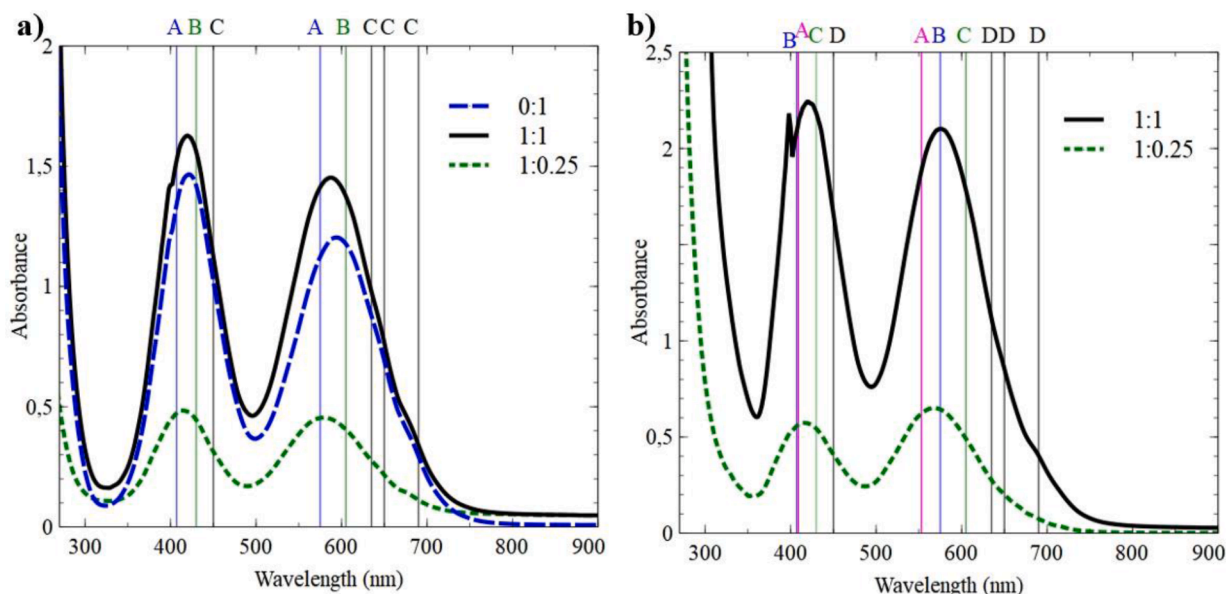 a)
A B C A B C C C
2
1.5
1
0,5
0
Absorbance
0:1
1:1
1:0.25
300 400 500 600 700 800 900
Wavelength (nm)
b)
B A C D A B C D D D
2,5
2
1
0,5
0
Absorbance
1:1
1:0.25
300 400 500 600 700 800 900
Wavelength (nm)